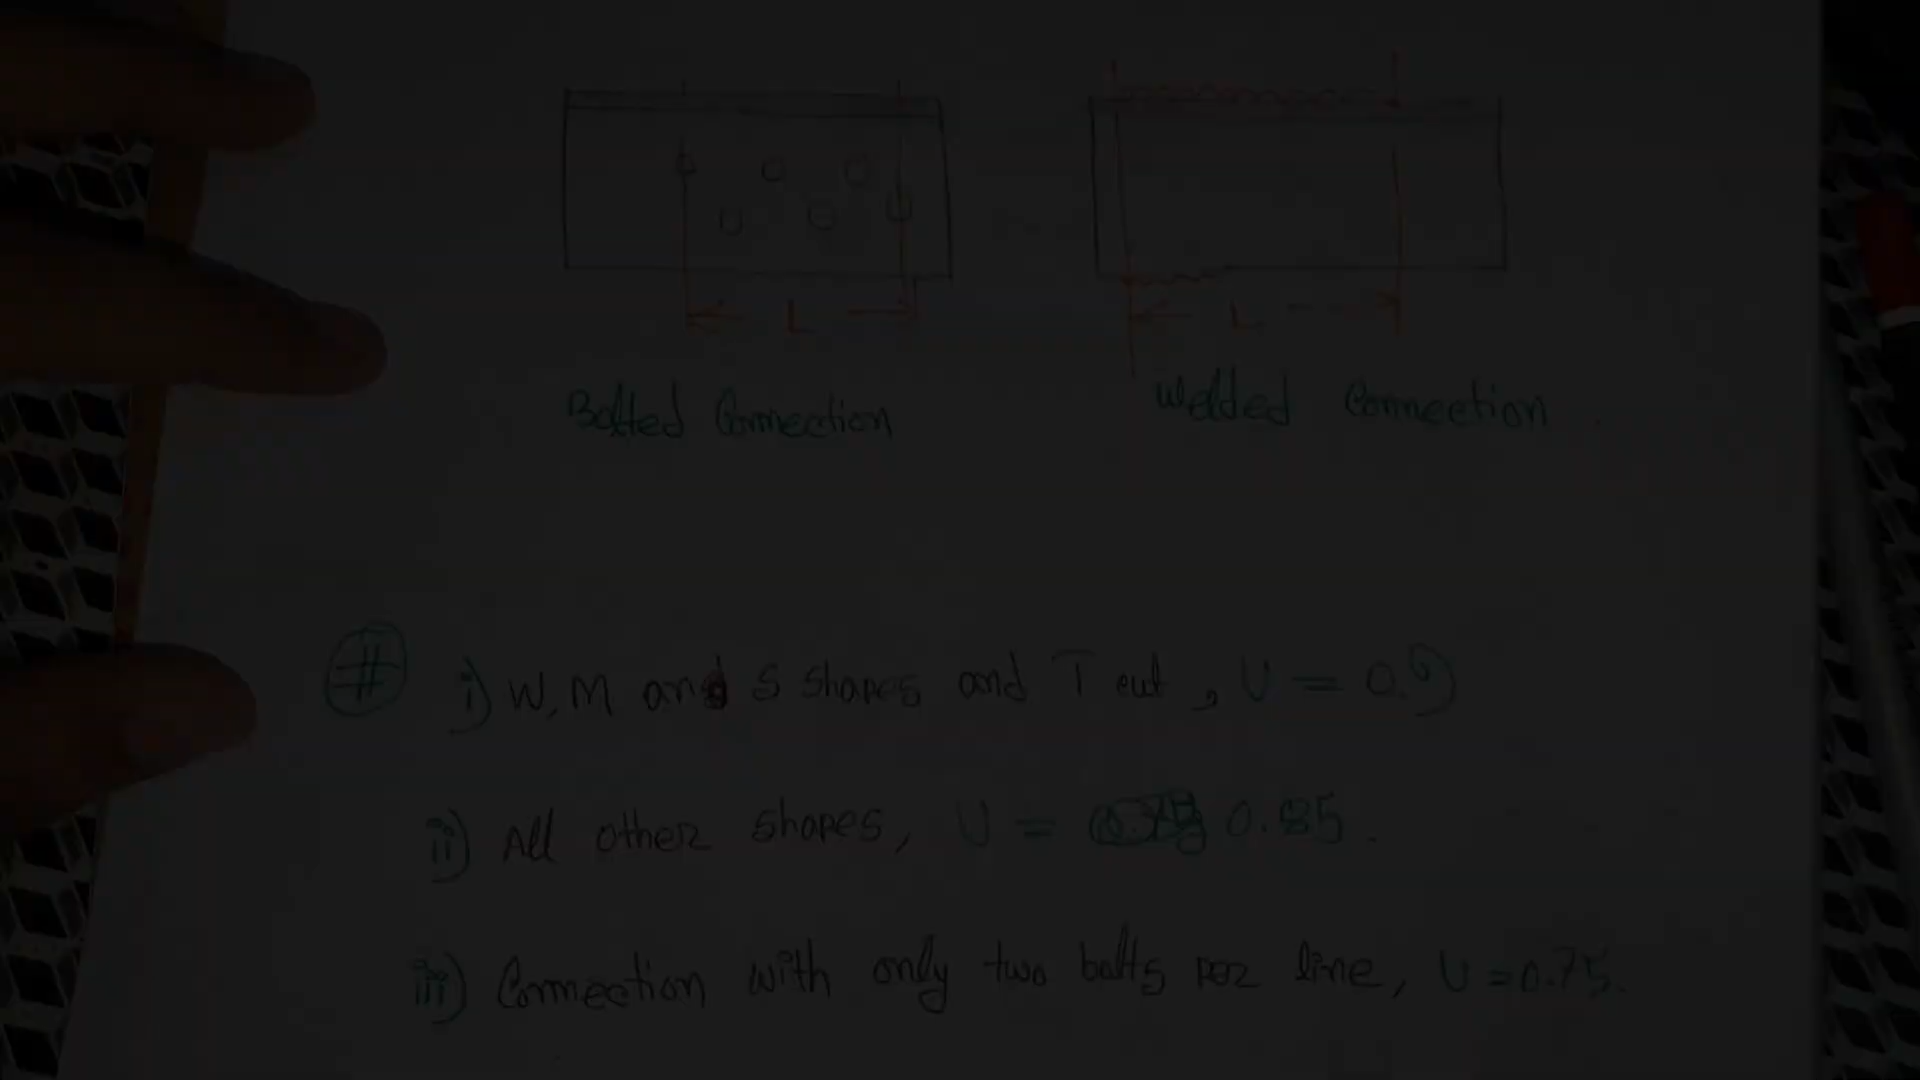 L
L
Bolted Connection
Welded Connection
# i) W, M and S shapes and T cut, U = 0.9
ii) All other shapes, U = 0.85.
iii) Connection with only two bolts per line, U = 0.75.